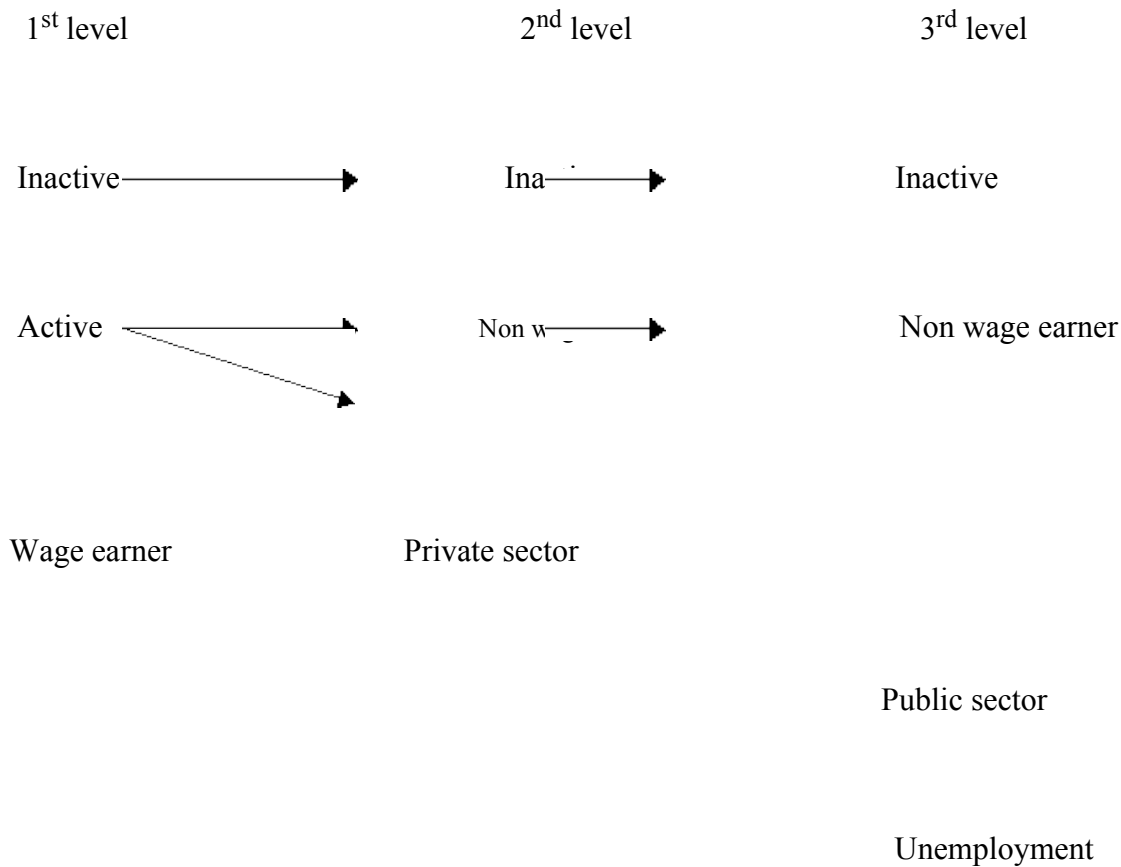 1st level 2nd level 3rd level
Inactive Inactive
Active Non Non wage earner
Wage earner Private sector
Public sector
Unemployment